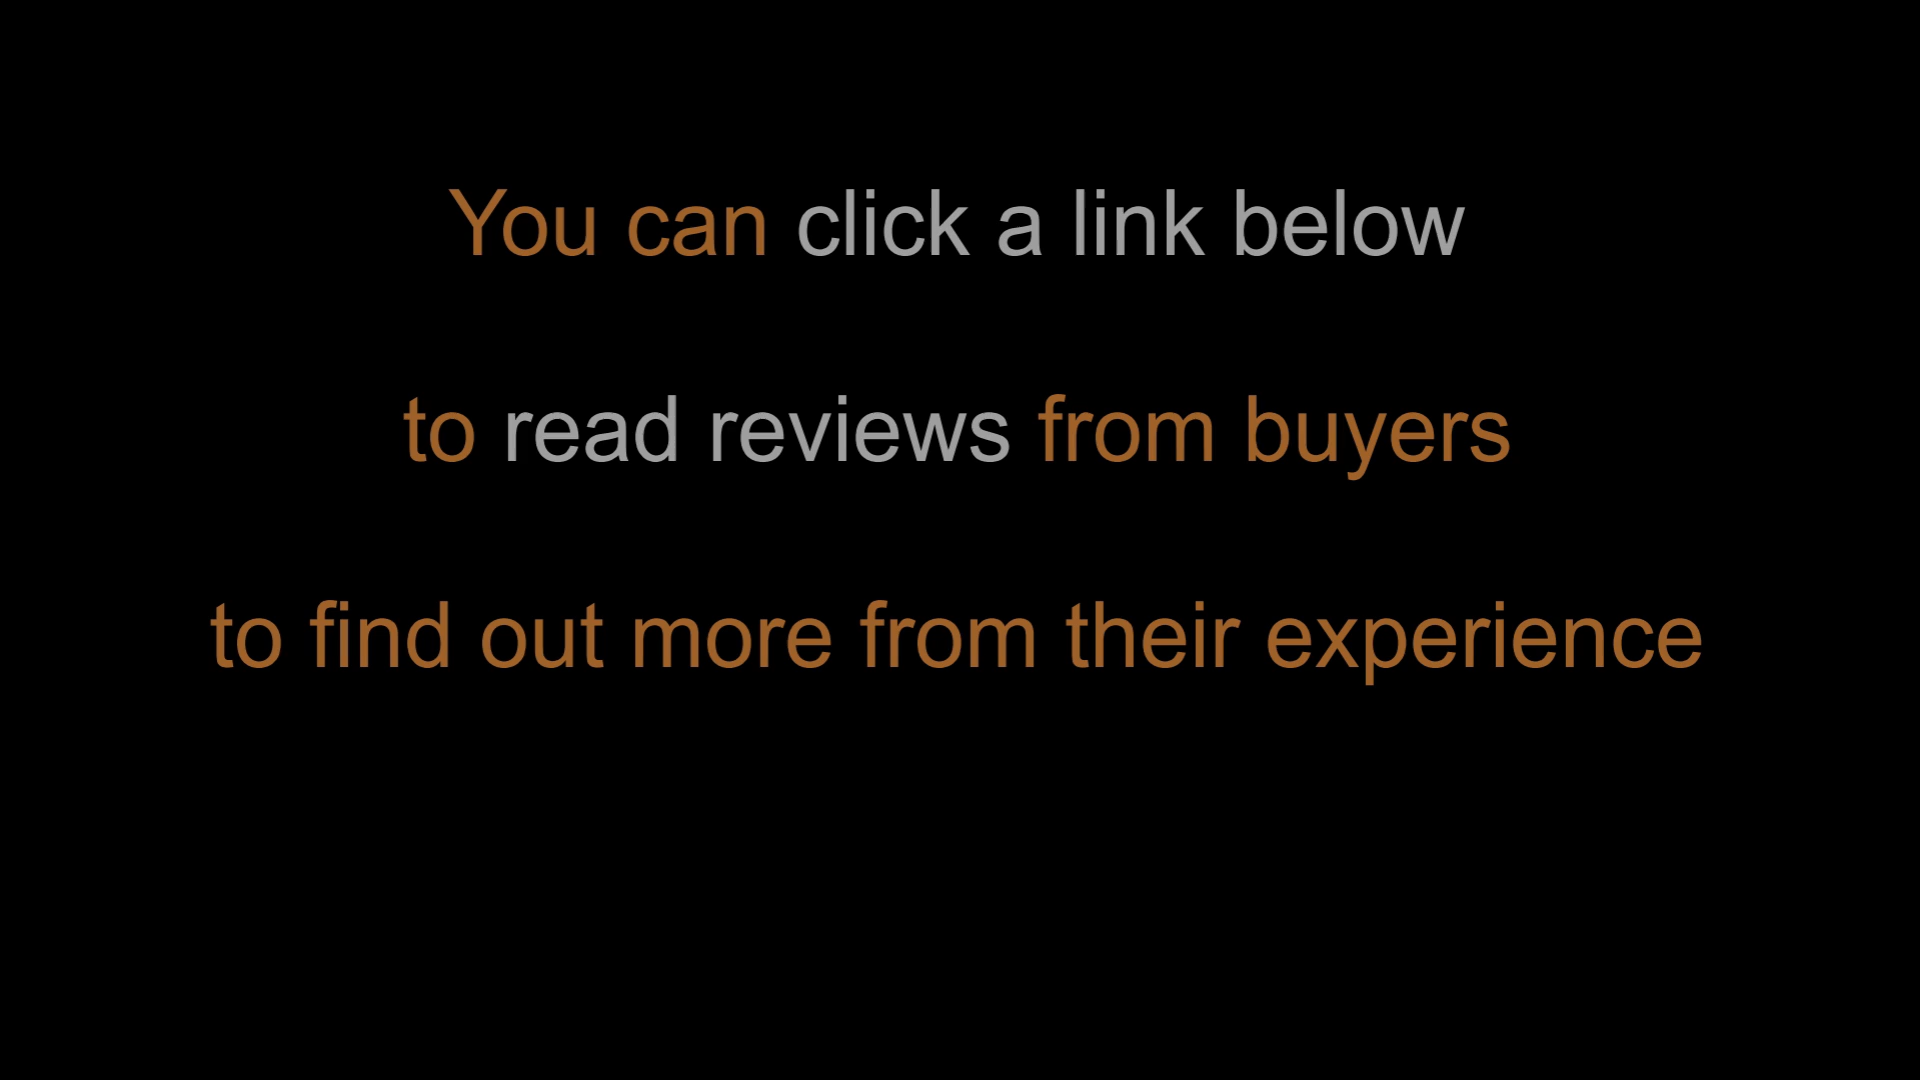 You can click a link below
to read reviews from buyers
to find out more from their experience